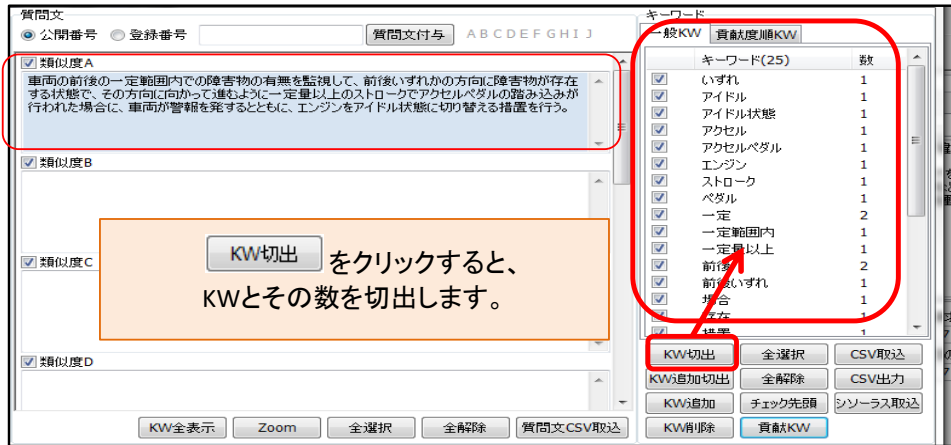 質問文
公開番号 登録番号 質問文付与 A B C D E F G H I J
類似度A
車両の前後の一定範囲内での障害物の有無を監視して、前後いずれかの方向に障害物が存在
する状態で、その方向に向かって進むように一定量以上のストロークでアクセルペダルの踏み込みが
行われた場合に、車両が警報を発するとともに、エンジンをアイドル状態に切り替える措置を行う。
類似度B
類似度C
類似度D
KW切出 をクリックすると、
KWとその数を切出します。
KW全表示 Zoom 全選択 全解除 質問文CSV取込
キーワード
一般KW 貢献度順KW
キーワード(25) 数
いずれ 1
アイドル 1
アイドル状態 1
アクセル 1
アクセルペダル 1
エンジン 1
ストローク 1
ペダル 1
一定 2
一定範囲内 1
一定量以上 1
前後 2
前後いずれ 1
場合 1
存在 1
措置 1
KW切出 全選択 CSV取込
KW追加切出 全解除 CSV出力
KW追加 チェック先頭 シソーラス取込
KW削除 貢献KW